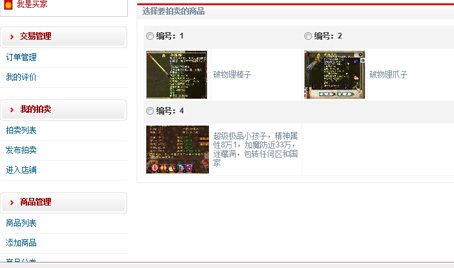 我是买家
交易管理
订单管理
我的评价
我的拍卖
拍卖列表
发布拍卖
进入店铺
商品管理
商品列表
添加商品
商品分类
选择要拍卖的商品
编号：1
编号：2
破物理棒子
破物理爪子
编号：4
超级极品小孩子，精神属
性8万1，加魔防近33万，
迷藏满，包转任何区和国
家